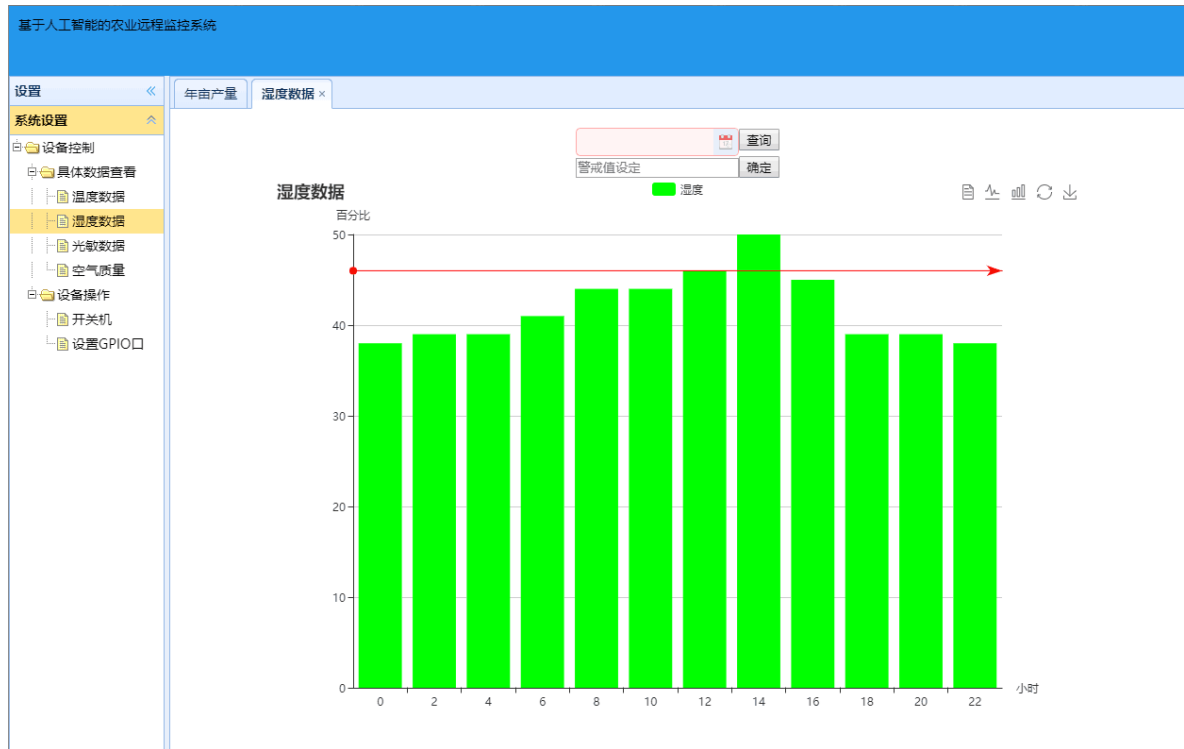 基于人工智能的农业远程监控系统
设置
年亩产量
湿度数据
系统设置
设备控制
具体数据查看
温度数据
湿度数据
光敏数据
空气质量
设备操作
开关机
设置GPIO口
查询
警戒值设定
确定
湿度数据
湿度
百分比
50
40
30
20
10
0
0 2 4 6 8 10 12 14 16 18 20 22
小时